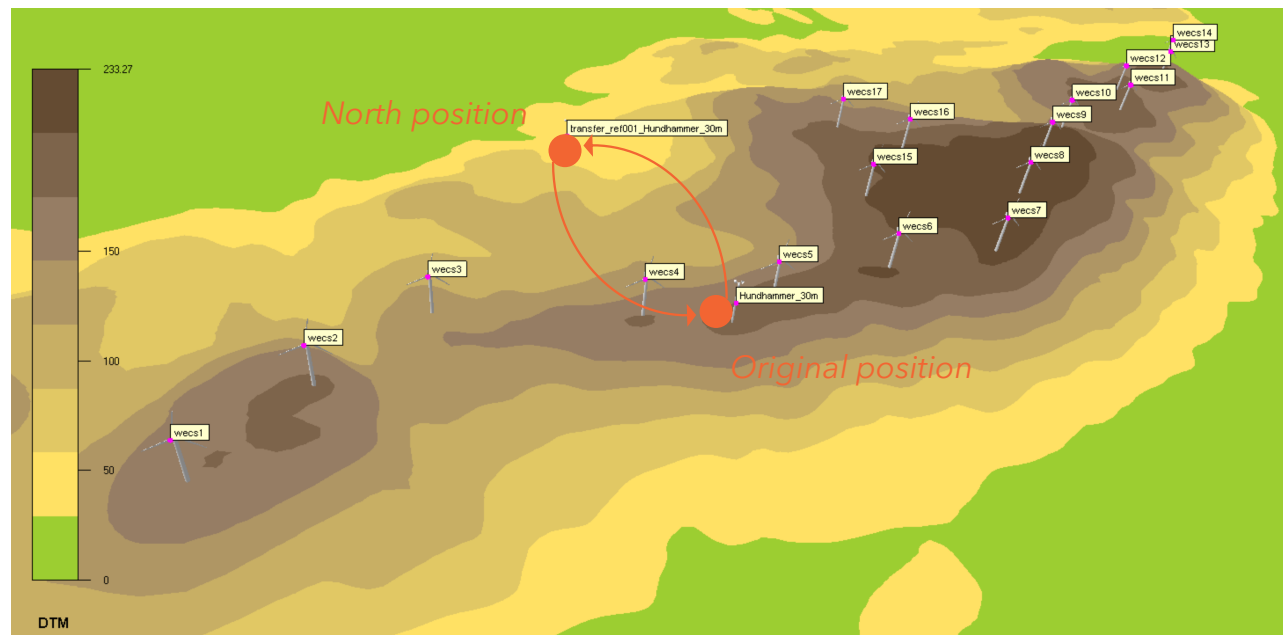 wecs14
wecs13
wecs12
233.27
wecs11
wecs17
wecs10
North position
wecs16
wecs9
transfer_ref001_Hundhammer_30m
wecs15
wecs8
wecs7
wecs6
150
wecs5
wecs3
wecs4
Hundhammer_30m
wecs2
100
Original position
wecs1
50
0
DTM